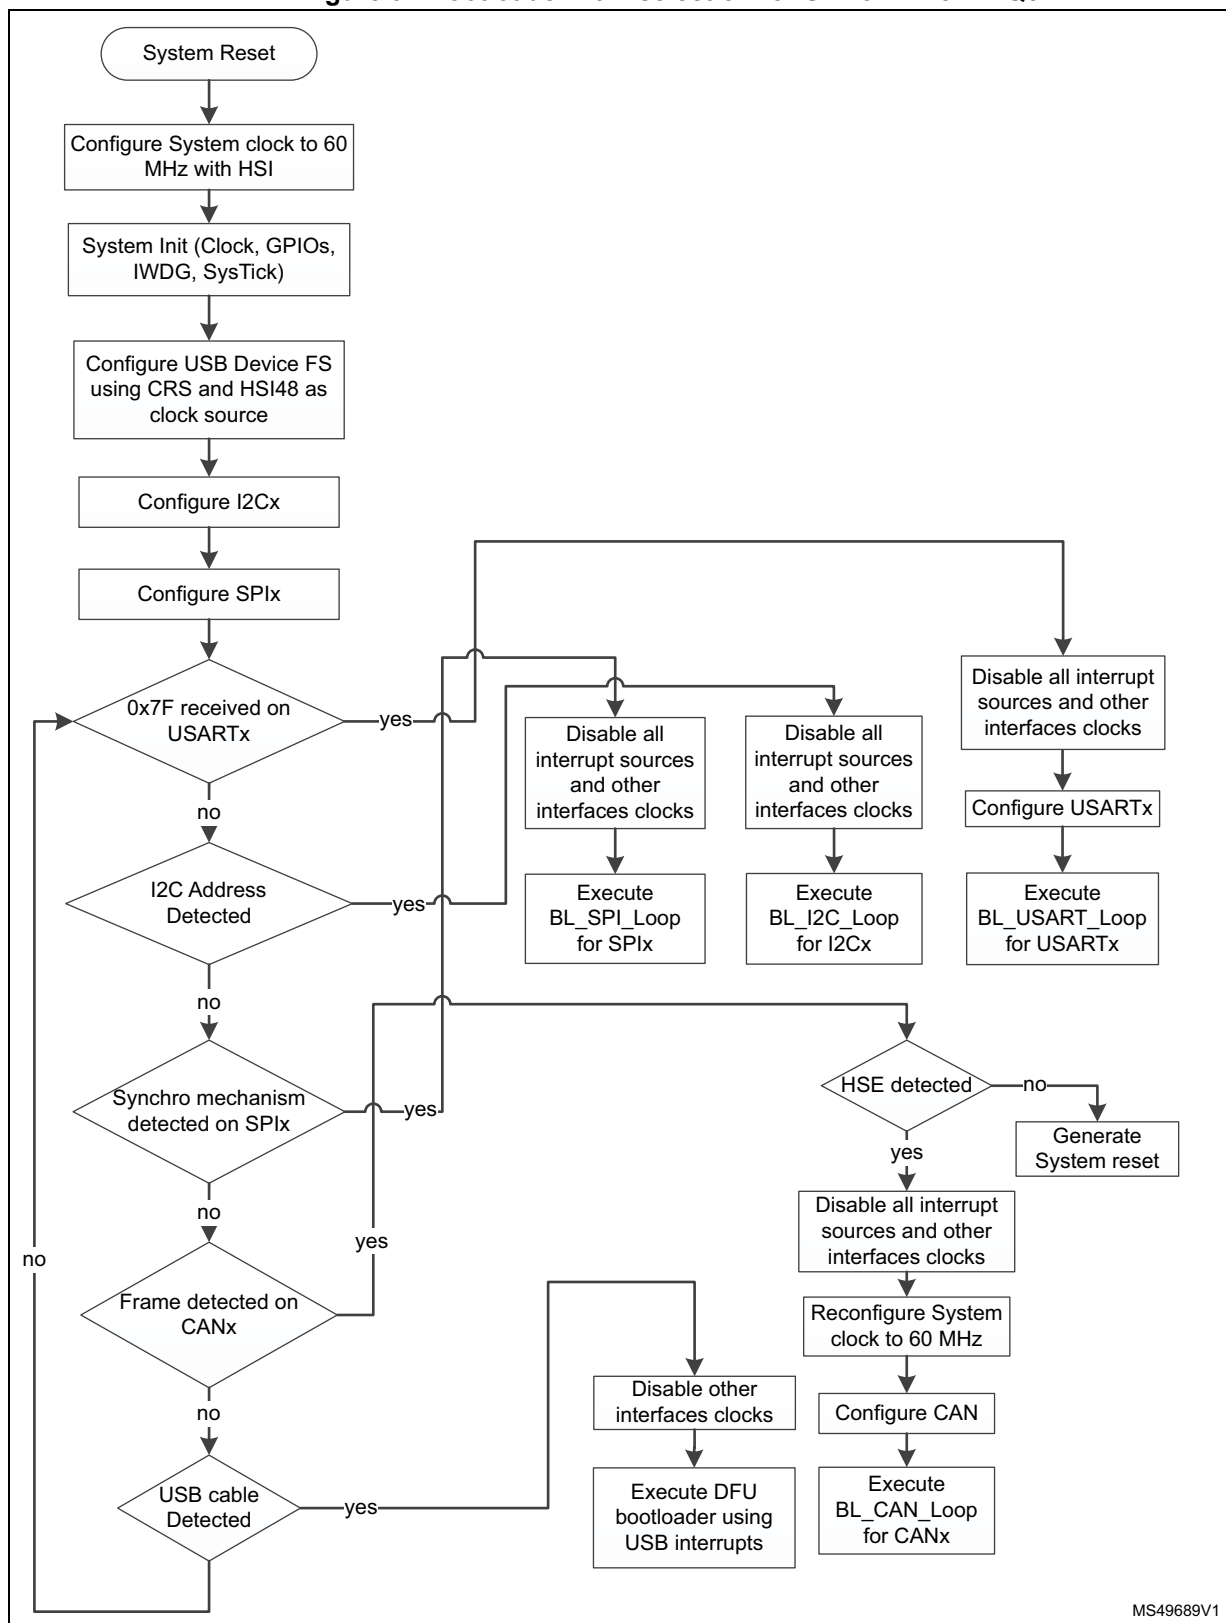 System Reset
Configure System clock to 60
MHz with HSI
System Init (Clock, GPIOs,
IWDG, SysTick)
Configure USB Device FS
using CRS and HSI48 as
clock source
Configure I2Cx
Configure SPIx
0x7F received on
USARTx
yes
no
I2C Address
Detected
yes
no
Synchro mechanism
detected on SPIx
yes
no
Frame detected on
CANx
yes
no
USB cable
Detected
yes
no
Disable all
interrupt sources
and other
interfaces clocks
Execute
BL_SPI_Loop
for SPIx
Disable all
interrupt sources
and other
interfaces clocks
Execute
BL_I2C_Loop
for I2Cx
Disable all interrupt
sources and other
interfaces clocks
Configure USARTx
Execute
BL_USART_Loop
for USARTx
HSE detected
no
Generate
System reset
yes
Disable all interrupt
sources and other
interfaces clocks
Reconfigure System
clock to 60 MHz
Configure CAN
Execute
BL_CAN_Loop
for CANx
Disable other
interfaces clocks
Execute DFU
bootloader using
USB interrupts
MS49689V1